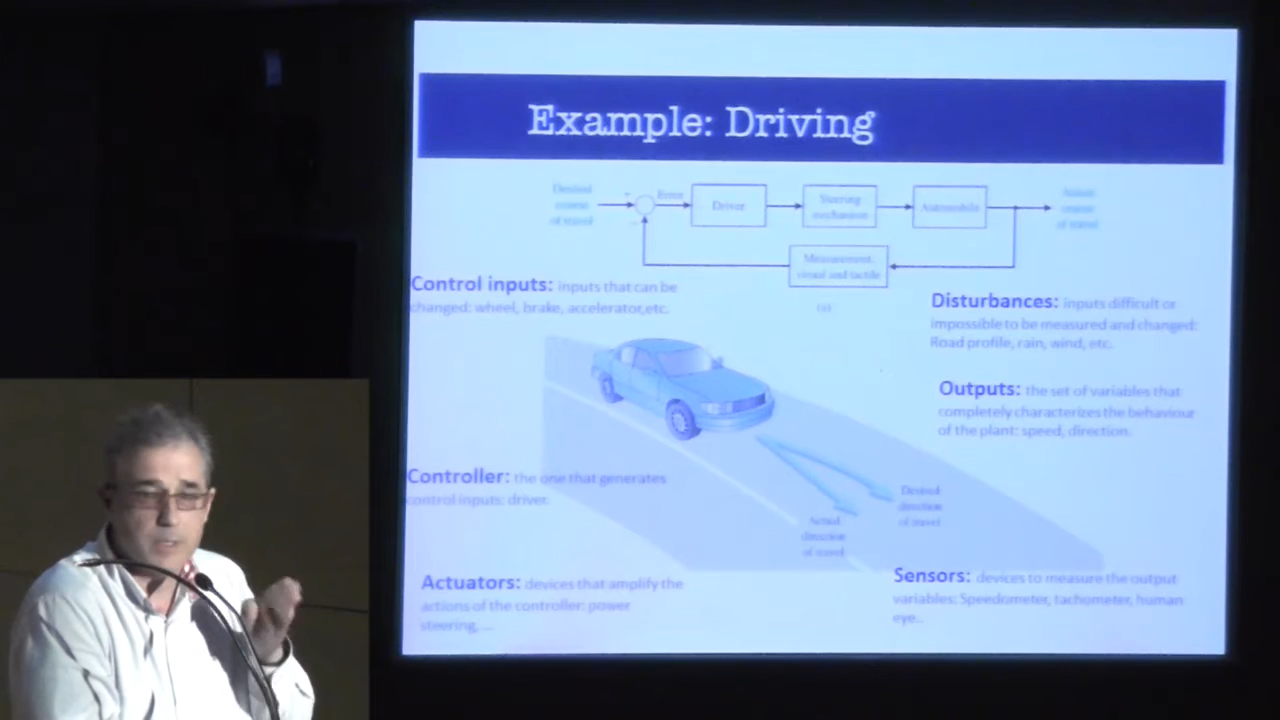 Example: Driving
Desired
course
of travel
Error
Driver
Steering
mechanism
Automobile
Actual
course
of travel
Measurement,
visual and tactile
(a)
Control inputs: inputs that can be
changed: wheel, brake, accelerator,etc.
Disturbances: inputs difficult or
impossible to be measured and changed:
Road profile, rain, wind, etc.
Outputs: the set of variables that
completely characterizes the behaviour
of the plant: speed, direction.
Controller: the one that generates
control inputs: driver.
Desired
direction
of travel
Actual
direction
of travel
Actuators: devices that amplify the
actions of the controller: power
steering, ...
Sensors: devices to measure the output
variables: Speedometer, tachometer, human
eye..